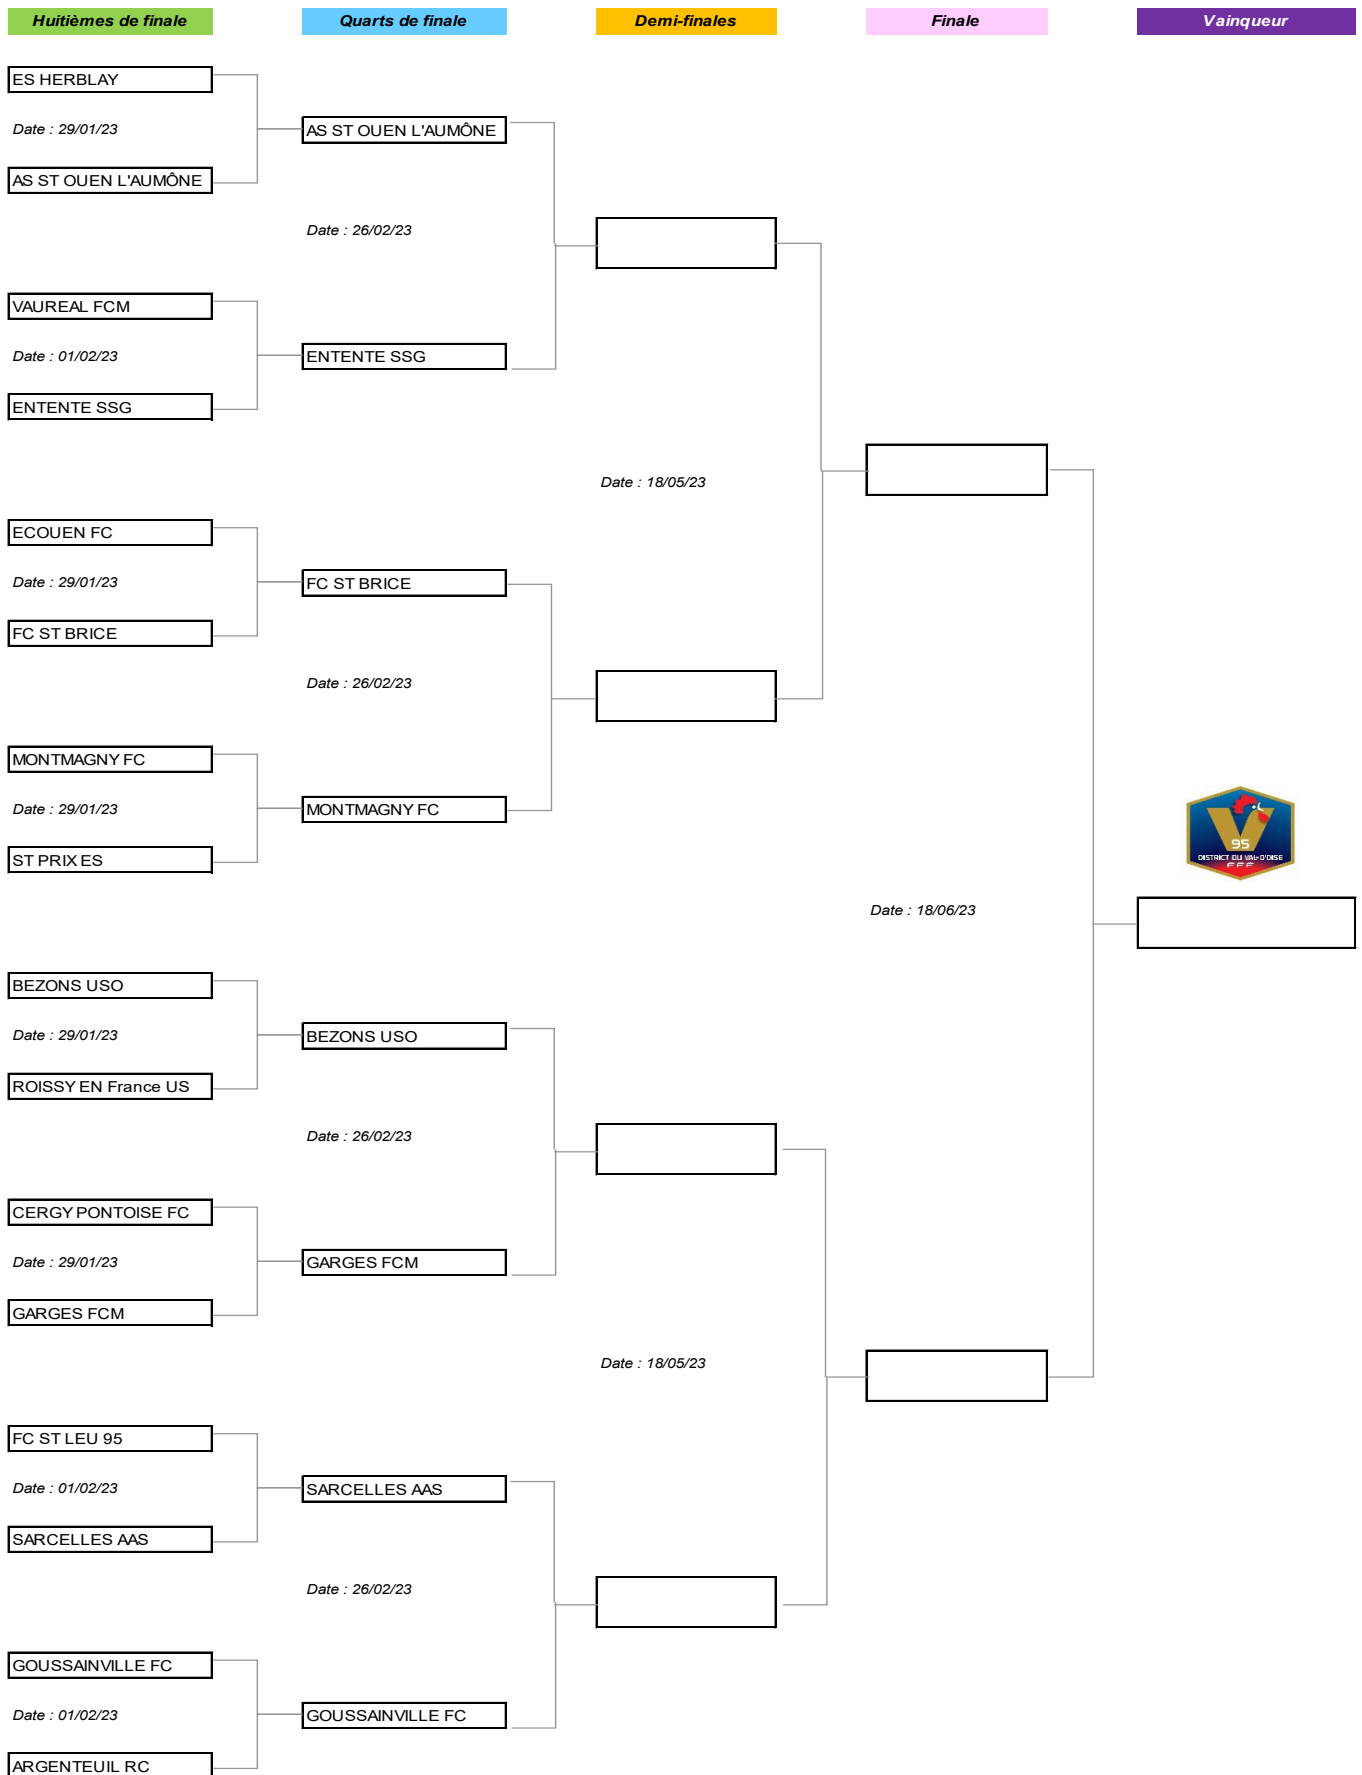 Huitièmes de finale
Quarts de finale
Demi-finales
Finale
Vainqueur
ES HERBLAY
Date : 29/01/23
AS ST OUEN L'AUMÔNE
AS ST OUEN L'AUMÔNE
Date : 26/02/23
VAUREAL FCM
Date : 01/02/23
ENTENTE SSG
ENTENTE SSG
Date : 18/05/23
ECOUEN FC
Date : 29/01/23
FC ST BRICE
FC ST BRICE
Date : 26/02/23
MONTMAGNY FC
Date : 29/01/23
MONTMAGNY FC
ST PRIX ES
95
DISTRICT DU VAL D'OISE
FFF
Date : 18/06/23
BEZONS USO
Date : 29/01/23
BEZONS USO
ROISSY EN France US
Date : 26/02/23
CERGY PONTOISE FC
Date : 29/01/23
GARGES FCM
GARGES FCM
Date : 18/05/23
FC ST LEU 95
Date : 01/02/23
SARCELLES AAS
SARCELLES AAS
Date : 26/02/23
GOUSSAINVILLE FC
Date : 01/02/23
GOUSSAINVILLE FC
ARGENTEUIL RC